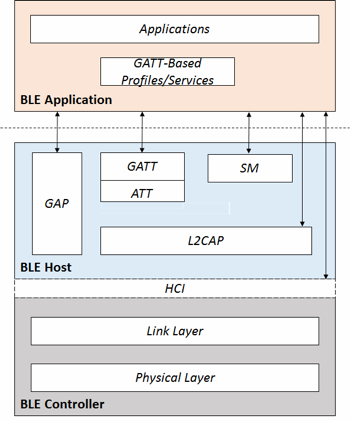 Applications
GATT-Based
Profiles/Services
BLE Application
GAP
GATT
ATT
SM
L2CAP
BLE Host
HCI
Link Layer
Physical Layer
BLE Controller